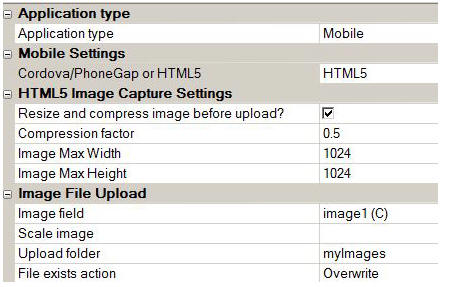 Application type
Application type Mobile
Mobile Settings
Cordova/PhoneGap or HTML5 HTML5
HTML5 Image Capture Settings
Resize and compress image before upload?
Compression factor 0.5
Image Max Width 1024
Image Max Height 1024
Image File Upload
Image field image1 (C)
Scale image
Upload folder myImages
File exists action Overwrite